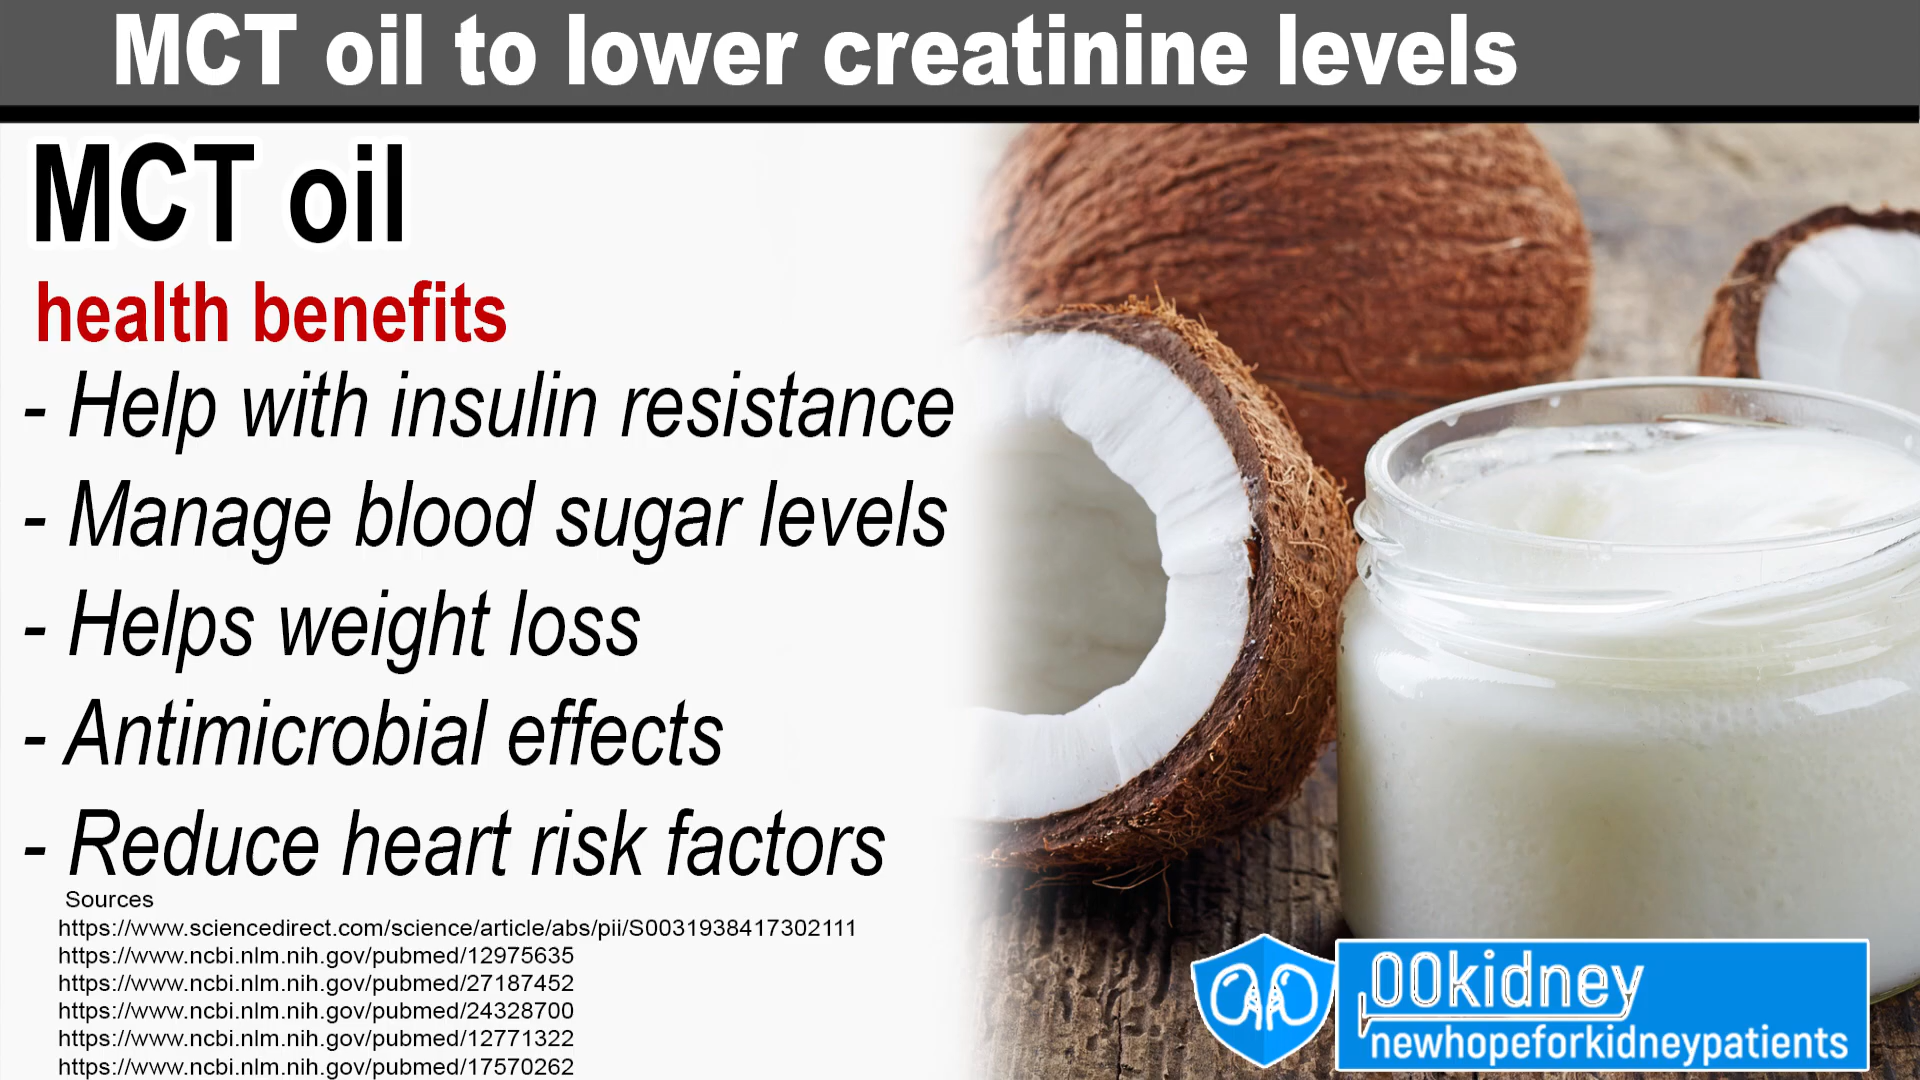 MCT oil to lower creatinine levels
MCT oil
health benefits
- Help with insulin resistance
- Manage blood sugar levels
- Helps weight loss
- Antimicrobial effects
- Reduce heart risk factors
Sources
https://www.sciencedirect.com/science/article/abs/pii/S0031938417302111
https://www.ncbi.nlm.nih.gov/pubmed/12975635
https://www.ncbi.nlm.nih.gov/pubmed/27187452
https://www.ncbi.nlm.nih.gov/pubmed/24328700
https://www.ncbi.nlm.nih.gov/pubmed/12771322
https://www.ncbi.nlm.nih.gov/pubmed/17570262
00kidney
newhopeforkidneypatients